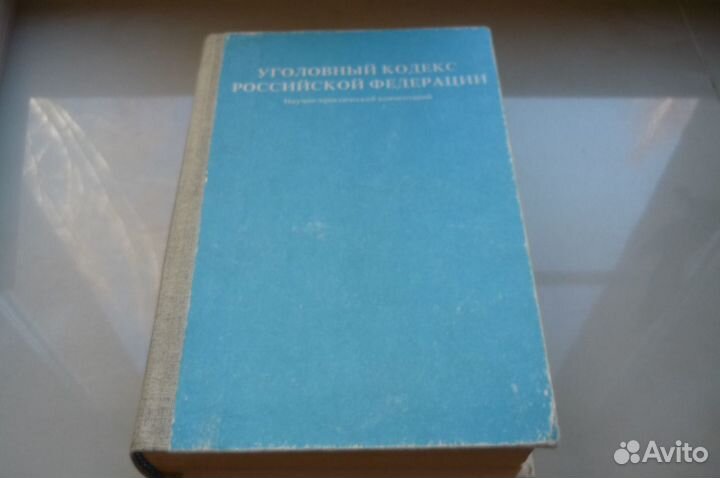 УГОЛОВНЫЙ КОДЕКС
РОССИЙСКОЙ ФЕДЕРАЦИИ
Научно-практический комментарий
Avito